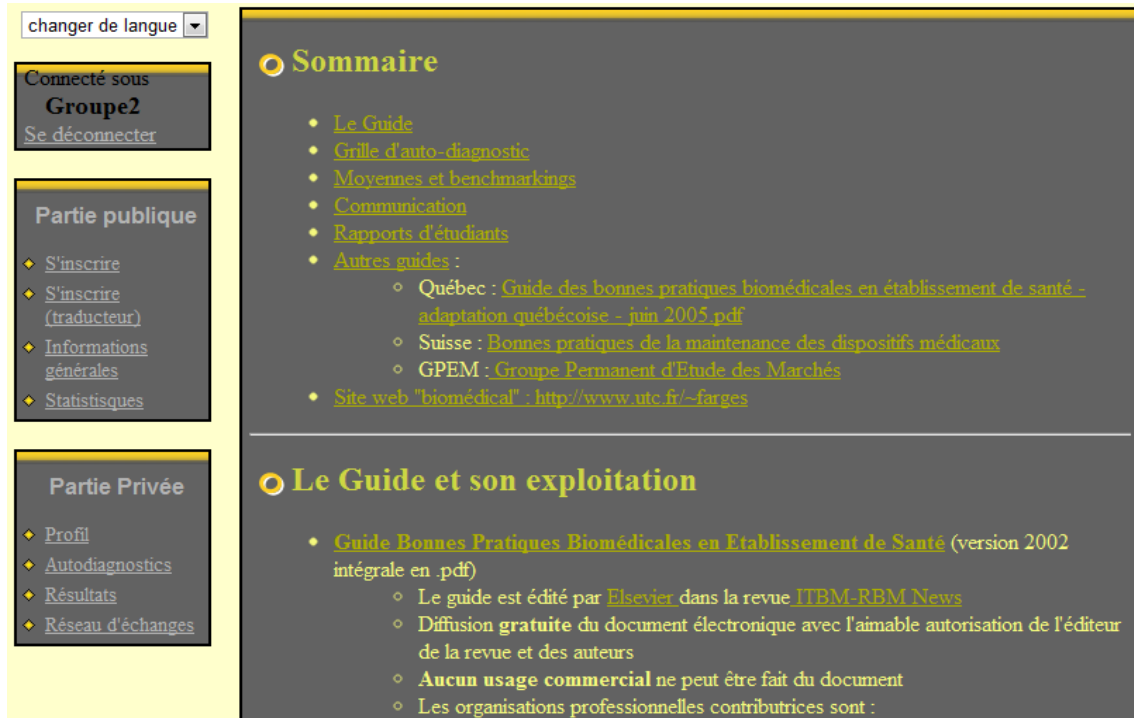 changer de langue
Connecté sous
Groupe2
Se déconnecter
Partie publique
S'inscrire
S'inscrire
(traducteur)
Informations
générales
Statistisques
Partie Privée
Profil
Autodiagnostics
Résultats
Réseau d'échanges
Sommaire
Le Guide
Grille d'auto-diagnostic
Moyennes et benchmarkings
Communication
Rapports d'étudiants
Autres guides :
Québec : Guide des bonnes pratiques biomédicales en établissement de santé -
adaptation québécoise - juin 2005.pdf
Suisse : Bonnes pratiques de la maintenance des dispositifs médicaux
GPEM : Groupe Permanent d'Etude des Marchés
Site web "biomédical" : http://www.utc.fr/~farges
Le Guide et son exploitation
Guide Bonnes Pratiques Biomédicales en Etablissement de Santé (version 2002
intégrale en .pdf)
Le guide est édité par Elsevier dans la revue ITBM-RBM News
Diffusion gratuite du document électronique avec l'aimable autorisation de l'éditeur
de la revue et des auteurs
Aucun usage commercial ne peut être fait du document
Les organisations professionnelles contributrices sont :